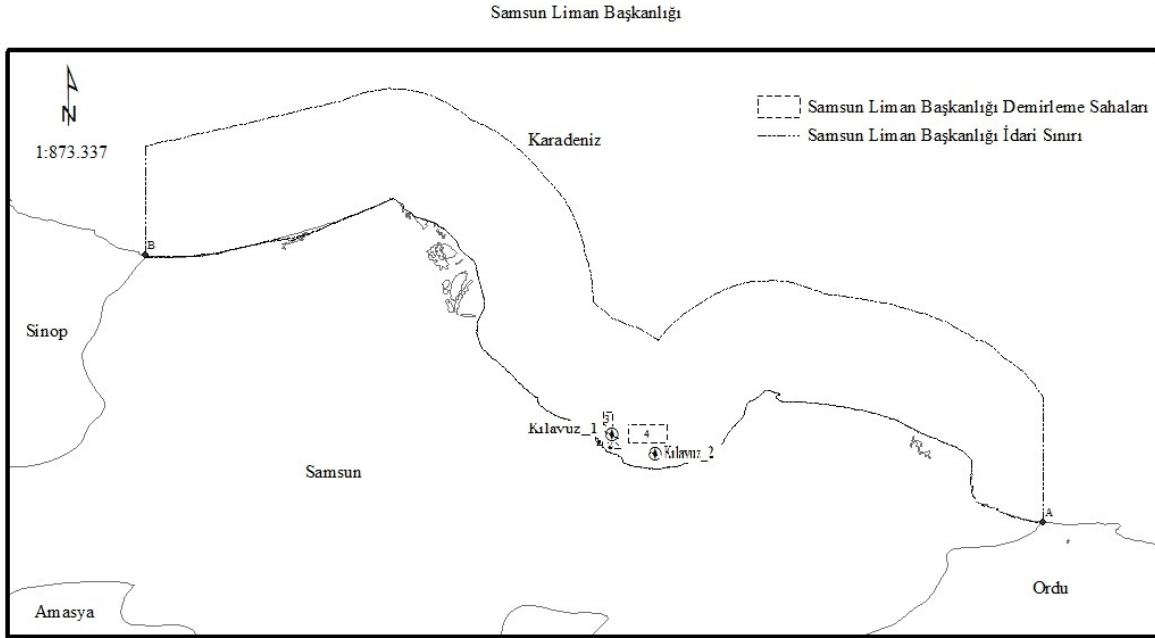 Samsun Liman Başkanlığı
N
1:873.337
Samsun Liman Başkanlığı Demirleme Sahaları
Samsun Liman Başkanlığı İdari Sınırı
Karadeniz
B
Sinop
Kılavuz_1
4
Kılavuz_2
Samsun
A
Ordu
Amasya